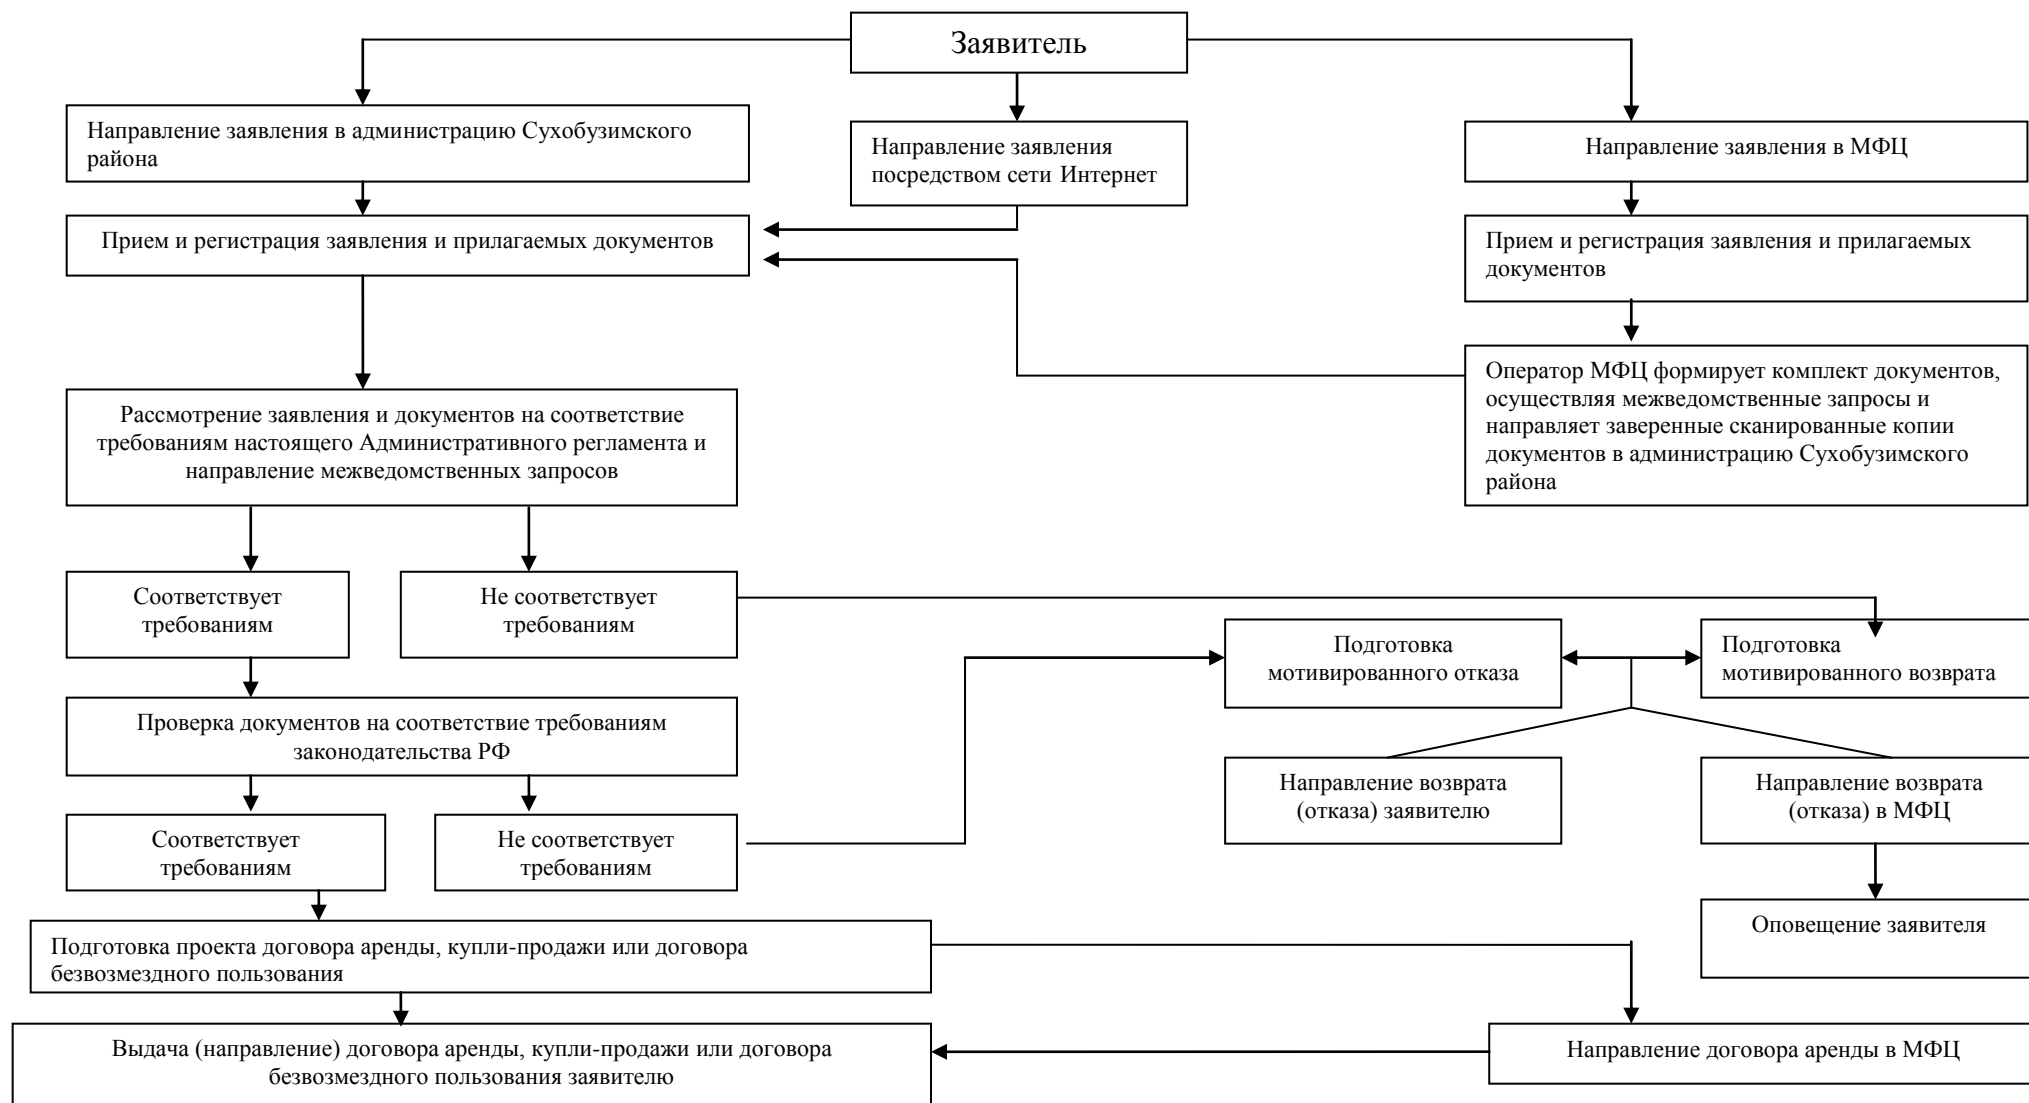 Заявитель
Направление заявления в администрацию Сухобузимского
района
Направление заявления
посредством сети Интернет
Направление заявления в МФЦ
Прием и регистрация заявления и прилагаемых документов
Прием и регистрация заявления и прилагаемых
документов
Оператор МФЦ формирует комплект документов,
осуществляя межведомственные запросы и
направляет заверенные сканированные копии
документов в администрацию Сухобузимского
района
Рассмотрение заявления и документов на соответствие
требованиям настоящего Административного регламента и
направление межведомственных запросов
Соответствует
требованиям
Не соответствует
требованиям
Подготовка
мотивированного отказа
Подготовка
мотивированного возврата
Проверка документов на соответствие требованиям
законодательства РФ
Направление возврата
(отказа) заявителю
Направление возврата
(отказа) в МФЦ
Соответствует
требованиям
Не соответствует
требованиям
Оповещение заявителя
Подготовка проекта договора аренды, купли-продажи или договора
безвозмездного пользования
Выдача (направление) договора аренды, купли-продажи или договора
безвозмездного пользования заявителю
Направление договора аренды в МФЦ